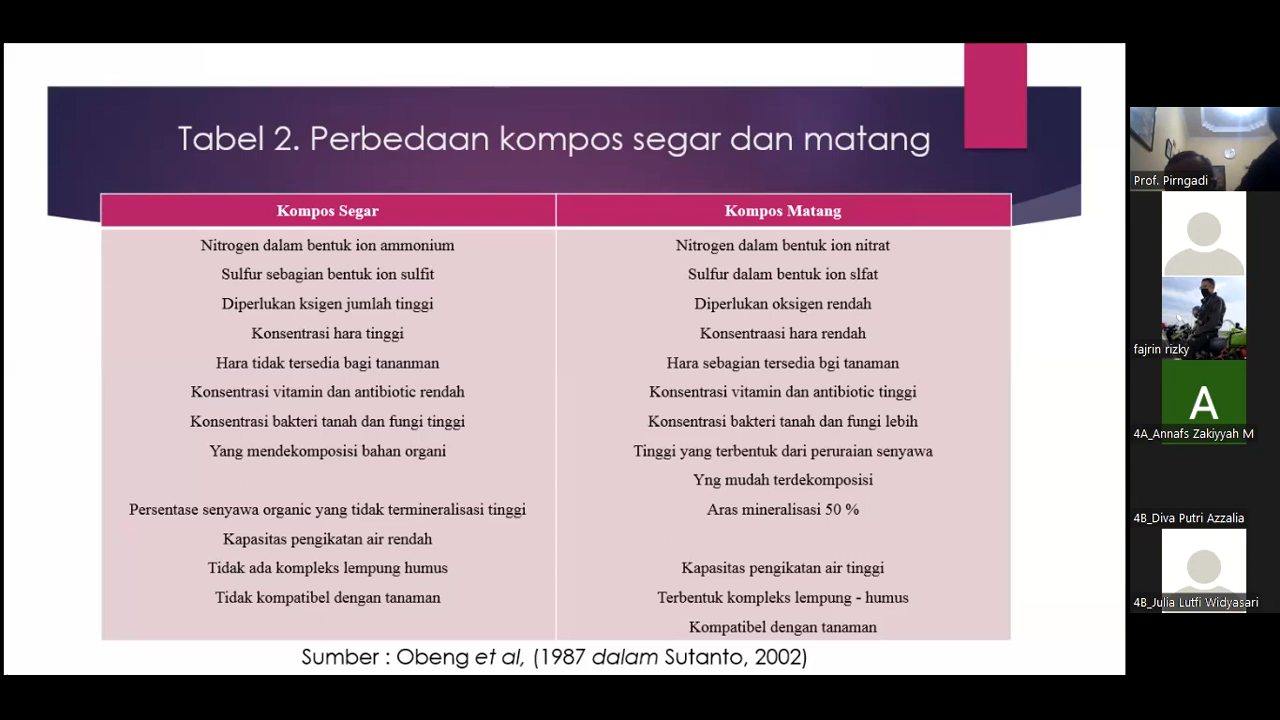 Tabel 2. Perbedaan kompos segar dan matang
Kompos Segar
Nitrogen dalam bentuk ion ammonium
Sulfur sebagian bentuk ion sulfit
Diperlukan ksigen jumlah tinggi
Konsentrasi hara tinggi
Hara tidak tersedia bagi tananman
Konsentrasi vitamin dan antibiotic rendah
Konsentrasi bakteri tanah dan fungi tinggi
Yang mendekomposisi bahan organi
Persentase senyawa organic yang tidak termineralisasi tinggi
Kapasitas pengikatan air rendah
Tidak ada kompleks lempung humus
Tidak kompatibel dengan tanaman
Kompos Matang
Nitrogen dalam bentuk ion nitrat
Sulfur dalam bentuk ion slfat
Diperlukan oksigen rendah
Konsentraasi hara rendah
Hara sebagian tersedia bgi tanaman
Konsentrasi vitamin dan antibiotic tinggi
Konsentrasi bakteri tanah dan fungi lebih
Tinggi yang terbentuk dari peruraian senyawa
Yng mudah terdekomposisi
Aras mineralisasi 50 %
Kapasitas pengikatan air tinggi
Terbentuk kompleks lempung - humus
Kompatibel dengan tanaman
Sumber : Obeng et al, (1987 dalam Sutanto, 2002)
Prof. Pirngadi
fajrin rizky
A
4A_Annafs Zakiyyah M
4B_Diva Putri Azzalia
4B_Julia Lutfi Widyasari